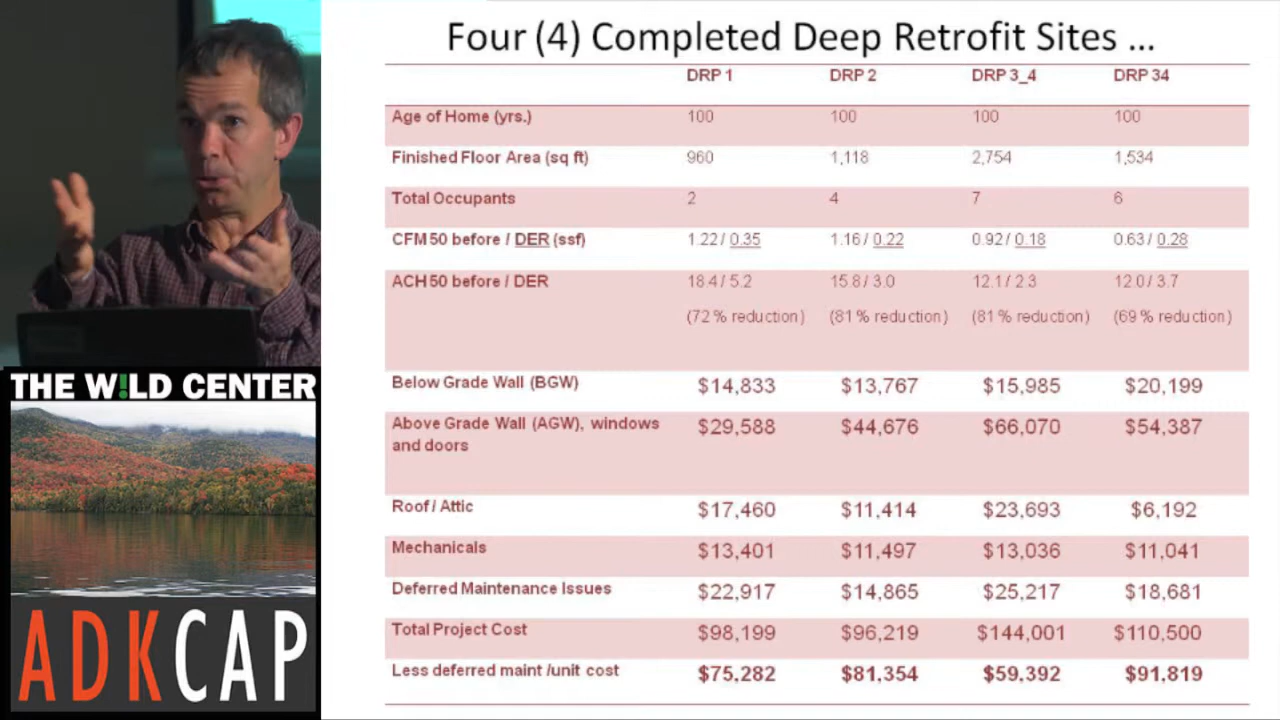 Four (4) Completed Deep Retrofit Sites ...
DRP 1 DRP 2 DRP 3_4 DRP 34
Age of Home (yrs.) 100 100 100 100
Finished Floor Area (sq ft) 960 1,118 2,754 1,534
Total Occupants 2 4 7 6
CFM 50 before / DER (ssf) 1.22 / 0.35 1.16 / 0.22 0.92 / 0.18 0.63 / 0.28
ACH 50 before / DER 18.4 / 5.2 15.8 / 3.0 12.1 / 2.3 12.0 / 3.7
(72 % reduction) (81 % reduction) (81 % reduction) (69 % reduction)
Below Grade Wall (BGW) $14,833 $13,767 $15,985 $20,199
Above Grade Wall (AGW), windows $29,588 $44,676 $66,070 $54,387
and doors
Roof / Attic $17,460 $11,414 $23,693 $6,192
Mechanicals $13,401 $11,497 $13,036 $11,041
Deferred Maintenance Issues $22,917 $14,865 $25,217 $18,681
Total Project Cost $98,199 $96,219 $144,001 $110,500
Less deferred maint /unit cost $75,282 $81,354 $59,392 $91,819
THE W!LD CENTER
ADKCAP